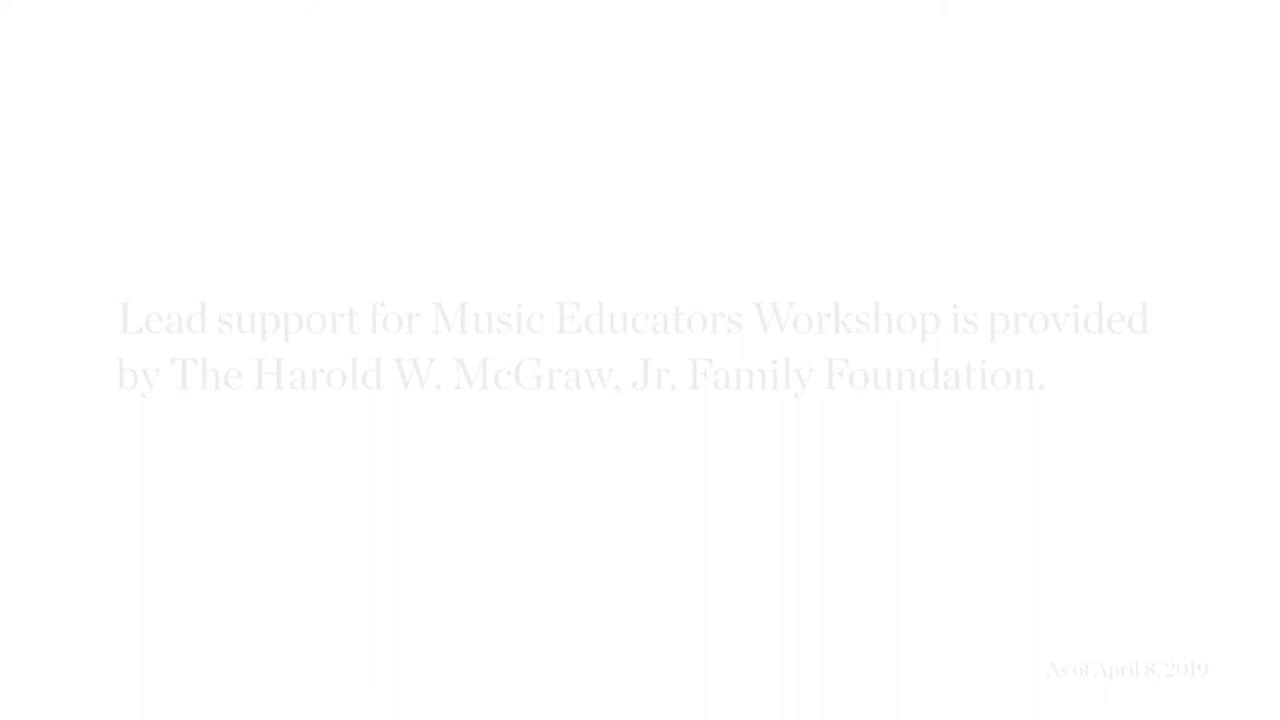 Lead support for Music Educators Workshop is provided
by The Harold W. McGraw, Jr. Family Foundation.
As of April 8, 2019